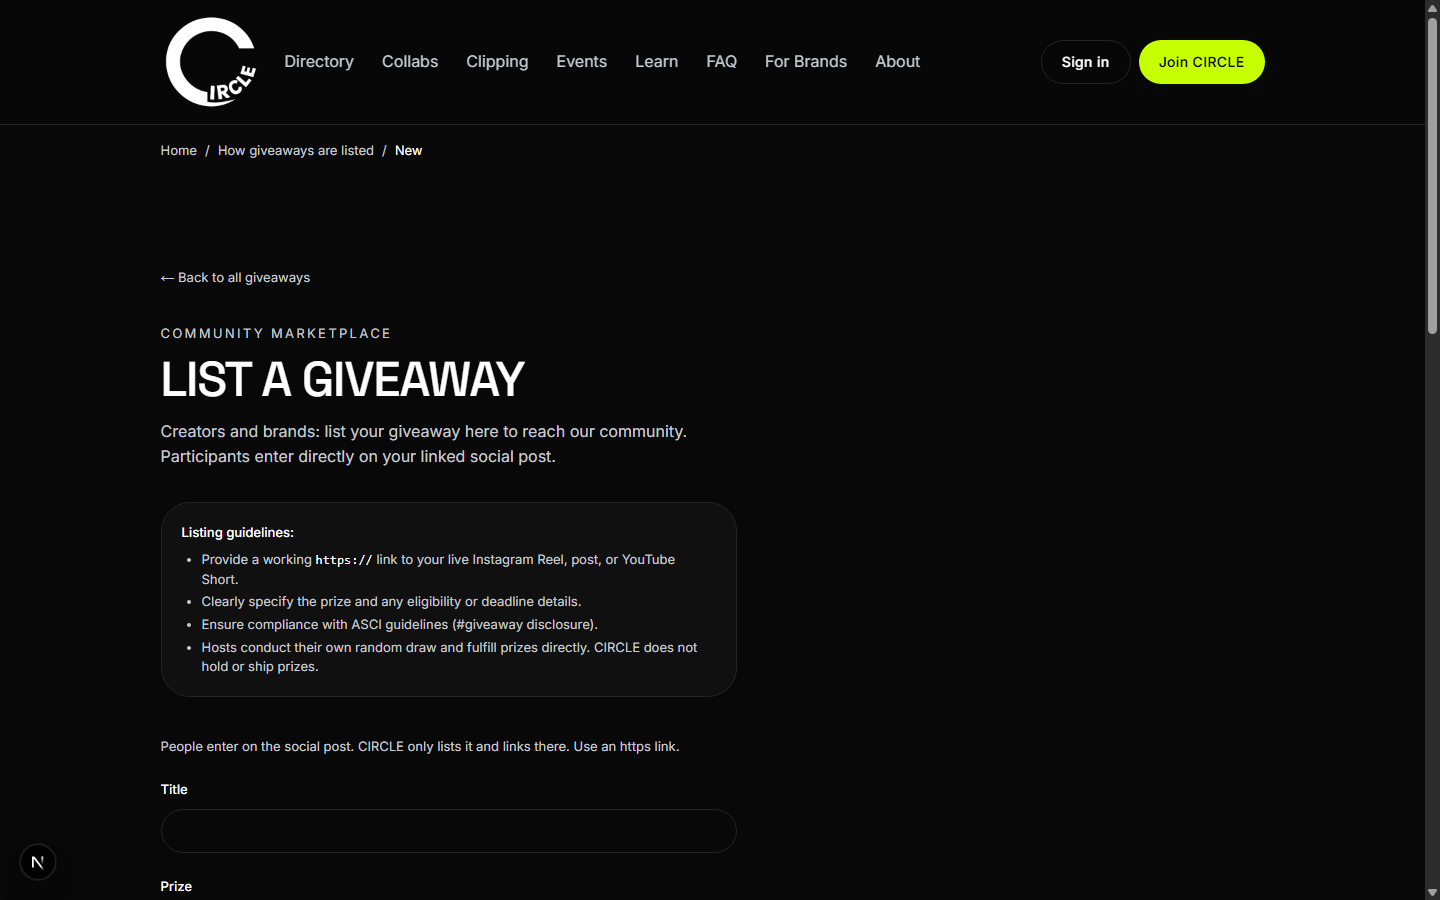 CIRCLE
Directory
Collabs
Clipping
Events
Learn
FAQ
For Brands
About
Sign in
Join CIRCLE
Home / How giveaways are listed / New
← Back to all giveaways
COMMUNITY MARKETPLACE
LIST A GIVEAWAY
Creators and brands: list your giveaway here to reach our community.
Participants enter directly on your linked social post.
Listing guidelines:
• Provide a working https:// link to your live Instagram Reel, post, or YouTube
Short.
• Clearly specify the prize and any eligibility or deadline details.
• Ensure compliance with ASCI guidelines (#giveaway disclosure).
• Hosts conduct their own random draw and fulfill prizes directly. CIRCLE does not
hold or ship prizes.
People enter on the social post. CIRCLE only lists it and links there. Use an https link.
Title
N
Prize